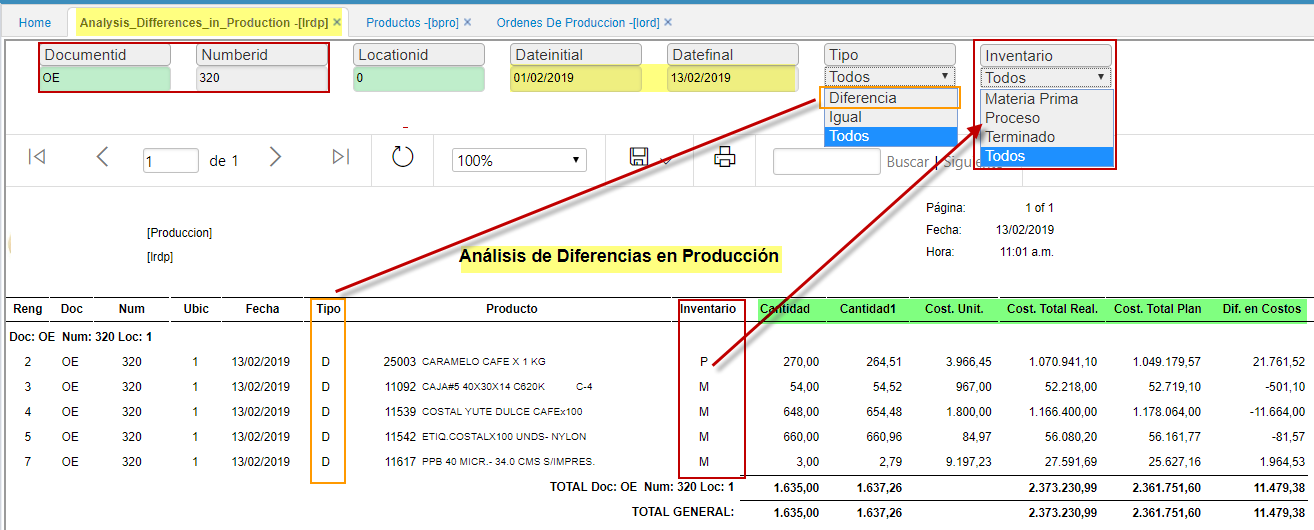 Home Analysis_Differences_in_Production -[lrdp] × Productos -[bpro] × Ordenes De Produccion -[lord] ×
Documentid Numberid Locationid Dateinitial Datefinal Tipo Inventario
OE 320 0 01/02/2019 13/02/2019 Todos Todos
Diferencia Materia Prima
Igual Proceso
Todos Terminado
Todos
1 de 1 100% Buscar | Siguiente
Página: 1 of 1
[Produccion] Fecha: 13/02/2019
[lrdp] Análisis de Diferencias en Producción Hora: 11:01 a.m.
Reng Doc Num Ubic Fecha Tipo Producto Inventario Cantidad Cantidad1 Cost. Unit. Cost. Total Real. Cost. Total Plan Dif. en Costos
Doc: OE Num: 320 Loc: 1
2 OE 320 1 13/02/2019 D 25003 CARAMELO CAFE X 1 KG P 270,00 264,51 3.966,45 1.070.941,10 1.049.179,57 21.761,52
3 OE 320 1 13/02/2019 D 11092 CAJA#5 40X30X14 C620K C-4 M 54,00 54,52 967,00 52.218,00 52.719,10 -501,10
4 OE 320 1 13/02/2019 D 11539 COSTAL YUTE DULCE CAFEx100 M 648,00 654,48 1.800,00 1.166.400,00 1.178.064,00 -11.664,00
5 OE 320 1 13/02/2019 D 11542 ETIQ.COSTALX100 UNDS- NYLON M 660,00 660,96 84,97 56.080,20 56.161,77 -81,57
7 OE 320 1 13/02/2019 D 11617 PPB 40 MICR.- 34.0 CMS S/IMPRES. M 3,00 2,79 9.197,23 27.591,69 25.627,16 1.964,53
TOTAL Doc: OE Num: 320 Loc: 1 1.635,00 1.637,26 2.373.230,99 2.361.751,60 11.479,38
TOTAL GENERAL: 1.635,00 1.637,26 2.373.230,99 2.361.751,60 11.479,38